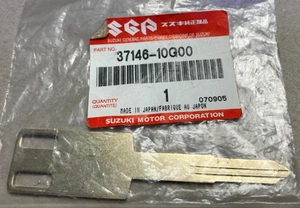 SGP
スズキ純正部品
SUZUKI GENUINE PARTS
PART NO.
37146-10G00
QUANTITY
(QUANTITE)
1
070905
MADE IN JAPAN/FABRIQUE AU JAPON
SUZUKI MOTOR CORPORATION